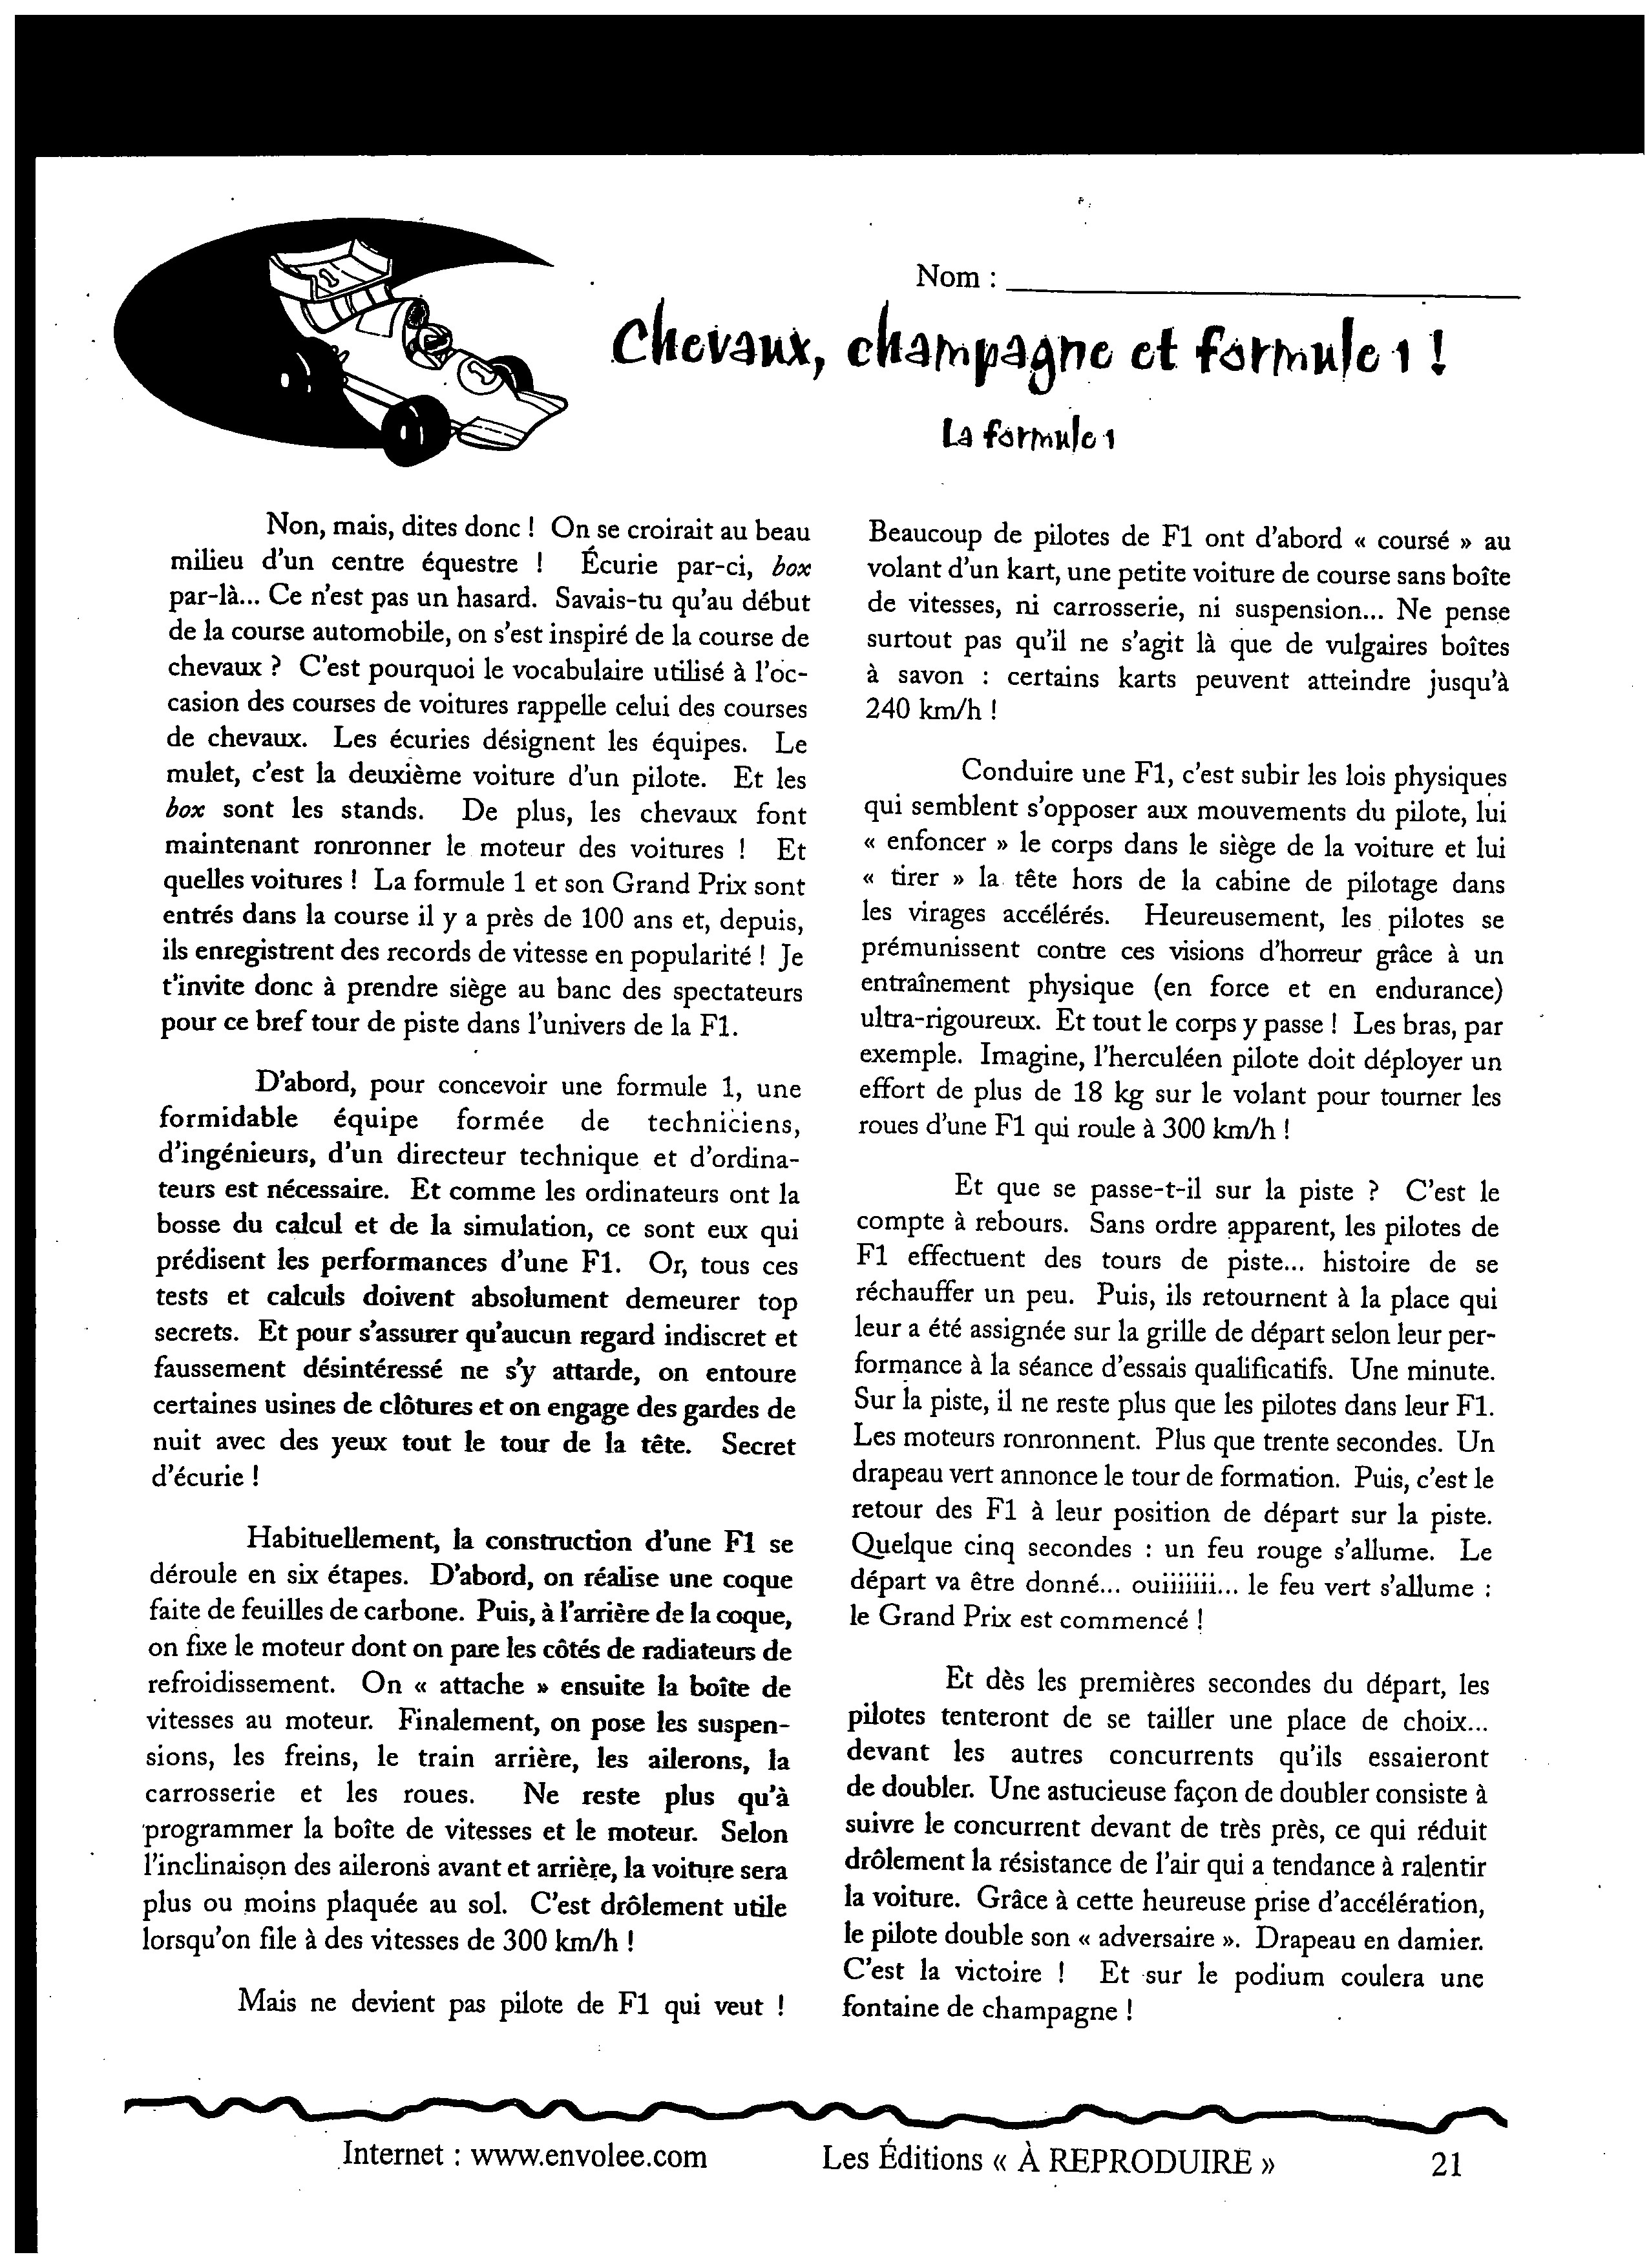 Nom :
Chevaux, champagne et formule 1 !
La formule 1
Non, mais, dites donc ! On se croirait au beau
milieu d'un centre équestre ! Écurie par-ci, box
par-là... Ce n'est pas un hasard. Savais-tu qu'au début
de la course automobile, on s'est inspiré de la course de
chevaux ? C'est pourquoi le vocabulaire utilisé à l'oc-
casion des courses de voitures rappelle celui des courses
de chevaux. Les écuries désignent les équipes. Le
mulet, c'est la deuxième voiture d'un pilote. Et les
box sont les stands. De plus, les chevaux font
maintenant ronronner le moteur des voitures ! Et
quelles voitures ! La formule 1 et son Grand Prix sont
entrés dans la course il y a près de 100 ans et, depuis,
ils enregistrent des records de vitesse en popularité ! Je
t'invite donc à prendre siège au banc des spectateurs
pour ce bref tour de piste dans l'univers de la F1.
D'abord, pour concevoir une formule 1, une
formidable équipe formée de techniciens,
d'ingénieurs, d'un directeur technique et d'ordina-
teurs est nécessaire. Et comme les ordinateurs ont la
bosse du calcul et de la simulation, ce sont eux qui
prédisent les performances d'une F1. Or, tous ces
tests et calculs doivent absolument demeurer top
secrets. Et pour s'assurer qu'aucun regard indiscret et
faussement désintéressé ne s'y attarde, on entoure
certaines usines de clôtures et on engage des gardes de
nuit avec des yeux tout le tour de la tête. Secret
d'écurie !
Habituellement, la construction d'une F1 se
déroule en six étapes. D'abord, on réalise une coque
faite de feuilles de carbone. Puis, à l'arrière de la coque,
on fixe le moteur dont on pare les côtés de radiateurs de
refroidissement. On « attache » ensuite la boîte de
vitesses au moteur. Finalement, on pose les suspen-
sions, les freins, le train arrière, les ailerons, la
carrosserie et les roues. Ne reste plus qu'à
programmer la boîte de vitesses et le moteur. Selon
l'inclinaison des ailerons avant et arrière, la voiture sera
plus ou moins plaquée au sol. C'est drôlement utile
lorsqu'on file à des vitesses de 300 km/h !
Mais ne devient pas pilote de F1 qui veut !
Beaucoup de pilotes de F1 ont d'abord « coursé » au
volant d'un kart, une petite voiture de course sans boîte
de vitesses, ni carrosserie, ni suspension... Ne pense
surtout pas qu'il ne s'agit là que de vulgaires boîtes
à savon : certains karts peuvent atteindre jusqu'à
240 km/h !
Conduire une F1, c'est subir les lois physiques
qui semblent s'opposer aux mouvements du pilote, lui
« enfoncer » le corps dans le siège de la voiture et lui
« tirer » la tête hors de la cabine de pilotage dans
les virages accélérés. Heureusement, les pilotes se
prémunissent contre ces visions d'horreur grâce à un
entraînement physique (en force et en endurance)
ultra-rigoureux. Et tout le corps y passe ! Les bras, par
exemple. Imagine, l'herculéen pilote doit déployer un
effort de plus de 18 kg sur le volant pour tourner les
roues d'une F1 qui roule à 300 km/h !
Et que se passe-t-il sur la piste ? C'est le
compte à rebours. Sans ordre apparent, les pilotes de
F1 effectuent des tours de piste... histoire de se
réchauffer un peu. Puis, ils retournent à la place qui
leur a été assignée sur la grille de départ selon leur per-
formance à la séance d'essais qualificatifs. Une minute.
Sur la piste, il ne reste plus que les pilotes dans leur F1.
Les moteurs ronronnent. Plus que trente secondes. Un
drapeau vert annonce le tour de formation. Puis, c'est le
retour des F1 à leur position de départ sur la piste.
Quelque cinq secondes : un feu rouge s'allume. Le
départ va être donné... ouiiiiiii... le feu vert s'allume :
le Grand Prix est commencé !
Et dès les premières secondes du départ, les
pilotes tenteront de se tailler une place de choix...
devant les autres concurrents qu'ils essaieront
de doubler. Une astucieuse façon de doubler consiste à
suivre le concurrent devant de très près, ce qui réduit
drôlement la résistance de l'air qui a tendance à ralentir
la voiture. Grâce à cette heureuse prise d'accélération,
le pilote double son « adversaire ». Drapeau en damier.
C'est la victoire ! Et sur le podium coulera une
fontaine de champagne !
Internet : www.envolee.com Les Éditions « À REPRODUIRE » 21